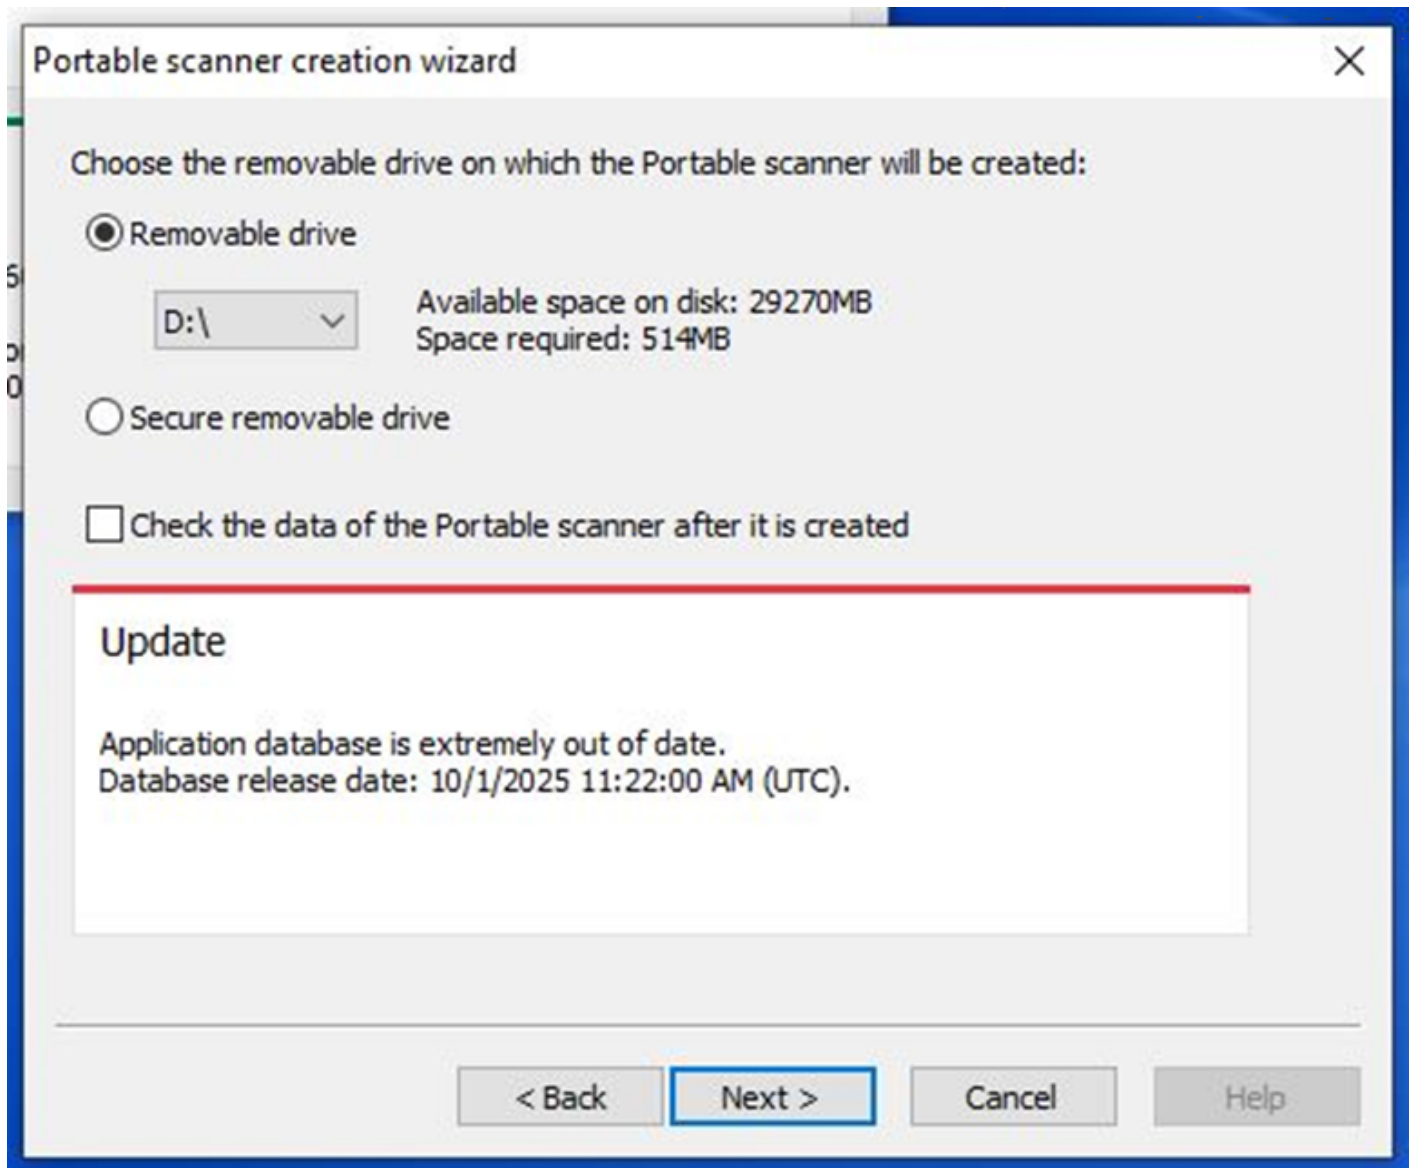 Portable scanner creation wizard
Choose the removable drive on which the Portable scanner will be created:
Removable drive
D:\
Available space on disk: 29270MB
Space required: 514MB
Secure removable drive
Check the data of the Portable scanner after it is created
Update
Application database is extremely out of date.
Database release date: 10/1/2025 11:22:00 AM (UTC).
< Back
Next >
Cancel
Help